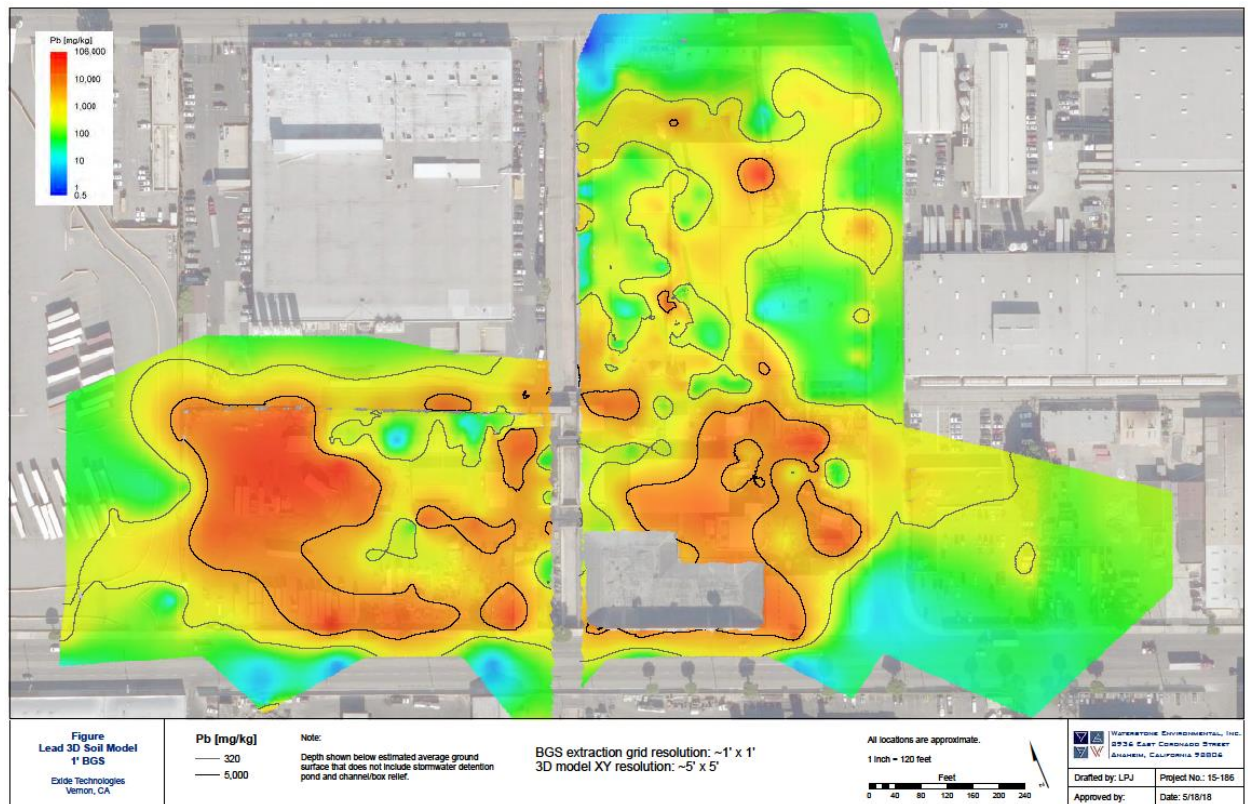 Pb [mg/kg]
106,000
10,000
1,000
100
10
1
0.5
Figure
Lead 3D Soil Model
1' BGS
Exide Technologies
Vernon, CA
Pb [mg/kg]
320
5,000
Note:
Depth shown below estimated average ground
surface that does not include stormwater detention
pond and channel/box relief.
BGS extraction grid resolution: ~1' x 1'
3D model XY resolution: ~5' x 5'
All locations are approximate.
1 inch = 120 feet
Feet
0 40 80 120 160 200 240
WATERSTONE ENVIRONMENTAL, INC.
2936 EAST CORONADO STREET
ANAHEIM, CALIFORNIA 92806
Drafted by: LPJ
Project No.: 15-186
Approved by:
Date: 5/18/18